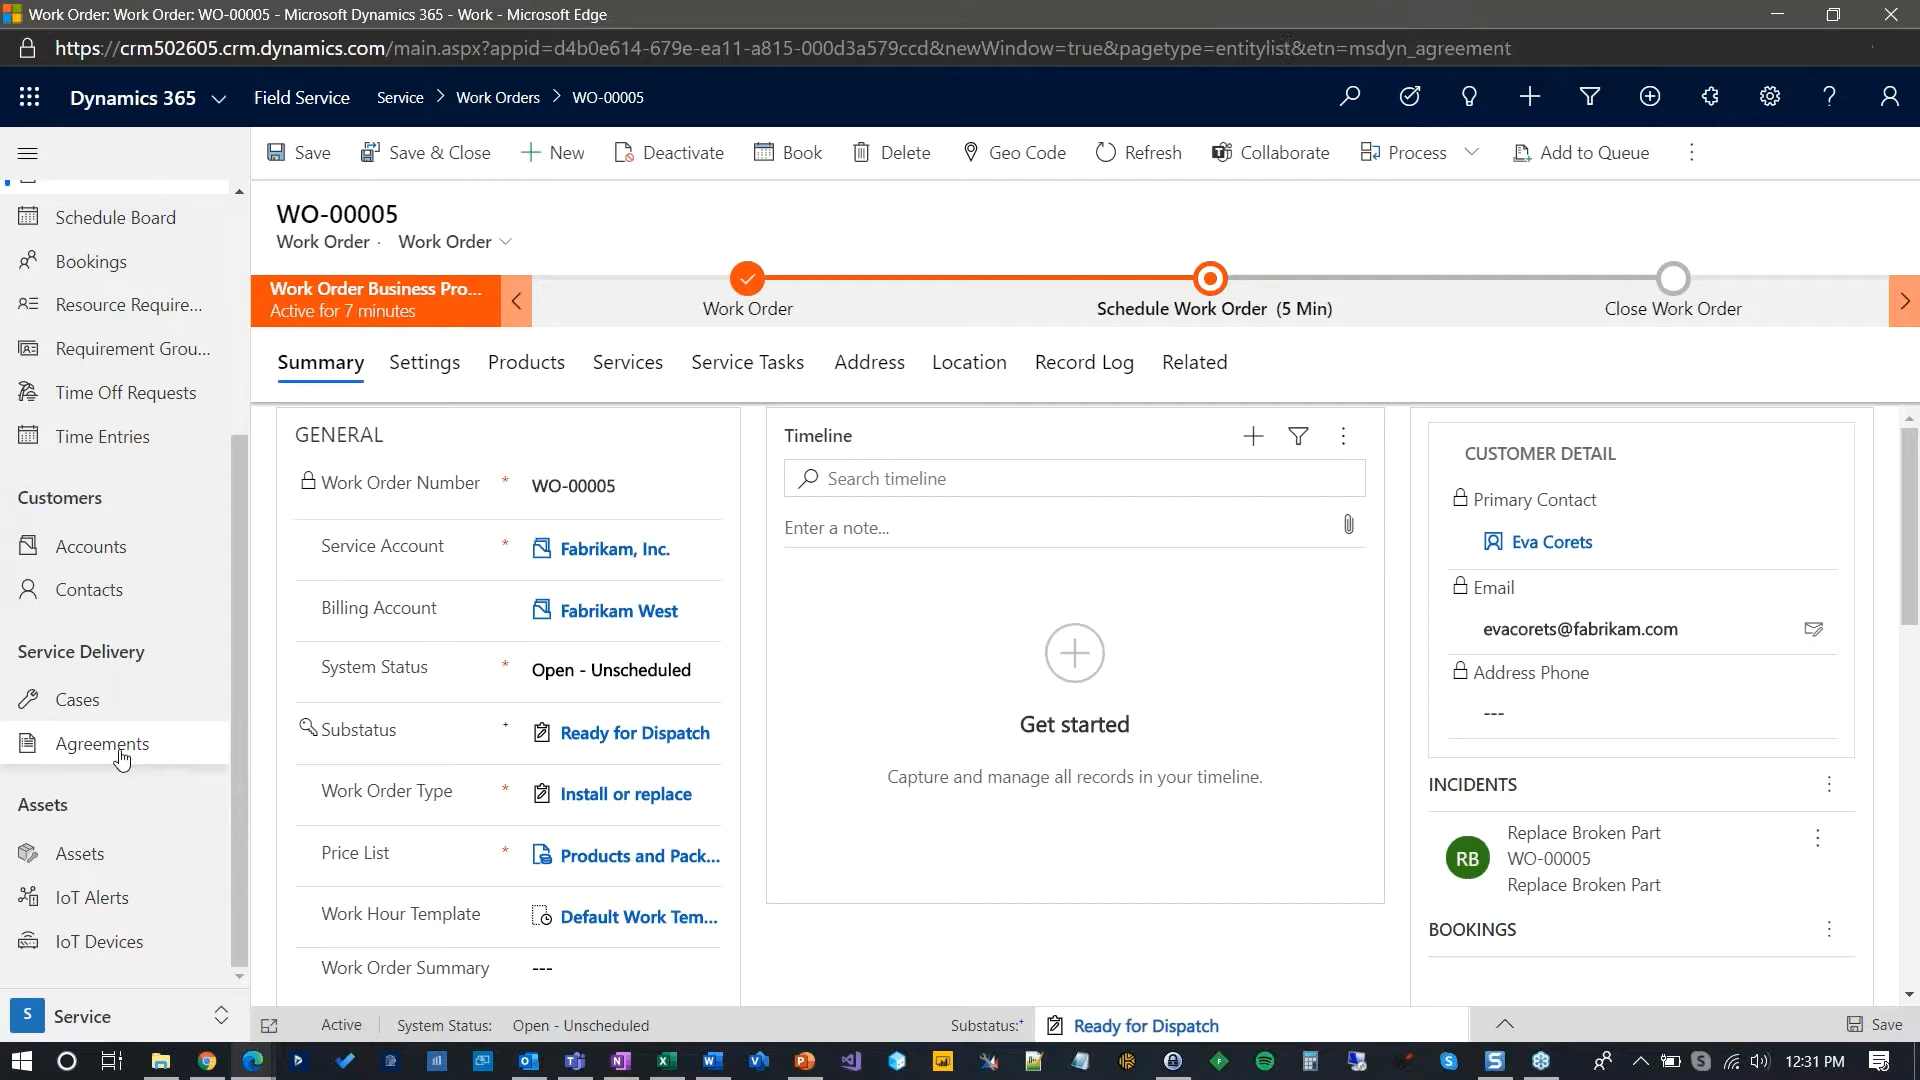 Work Order: Work Order: WO-00005 - Microsoft Dynamics 365 - Work - Microsoft Edge
https://crm502605.crm.dynamics.com/main.aspx?appid=d4b0e614-679e-ea11-a815-000d3a579ccd&newWindow=true&pagetype=entitylist&etn=msdyn_agreement
Dynamics 365
Field Service
Service > Work Orders > WO-00005
Save
Save & Close
New
Deactivate
Book
Delete
Geo Code
Refresh
Collaborate
Process
Add to Queue
Schedule Board
Bookings
Resource Require...
Requirement Grou...
Time Off Requests
Time Entries
Customers
Accounts
Contacts
Service Delivery
Cases
Agreements
Assets
Assets
IoT Alerts
IoT Devices
S Service
WO-00005
Work Order · Work Order
Work Order Business Pro...
Active for 7 minutes
Work Order
Schedule Work Order (5 Min)
Close Work Order
Summary
Settings
Products
Services
Service Tasks
Address
Location
Record Log
Related
GENERAL
Work Order Number * WO-00005
Service Account * Fabrikam, Inc.
Billing Account Fabrikam West
System Status * Open - Unscheduled
Substatus + Ready for Dispatch
Work Order Type * Install or replace
Price List * Products and Pack...
Work Hour Template Default Work Tem...
Work Order Summary ---
Timeline
Search timeline
Enter a note...
Get started
Capture and manage all records in your timeline.
CUSTOMER DETAIL
Primary Contact
Eva Corets
Email
evacorets@fabrikam.com
Address Phone
---
INCIDENTS
RB
Replace Broken Part
WO-00005
Replace Broken Part
BOOKINGS
Active
System Status: Open - Unscheduled
Substatus:+ Ready for Dispatch
Save
12:31 PM